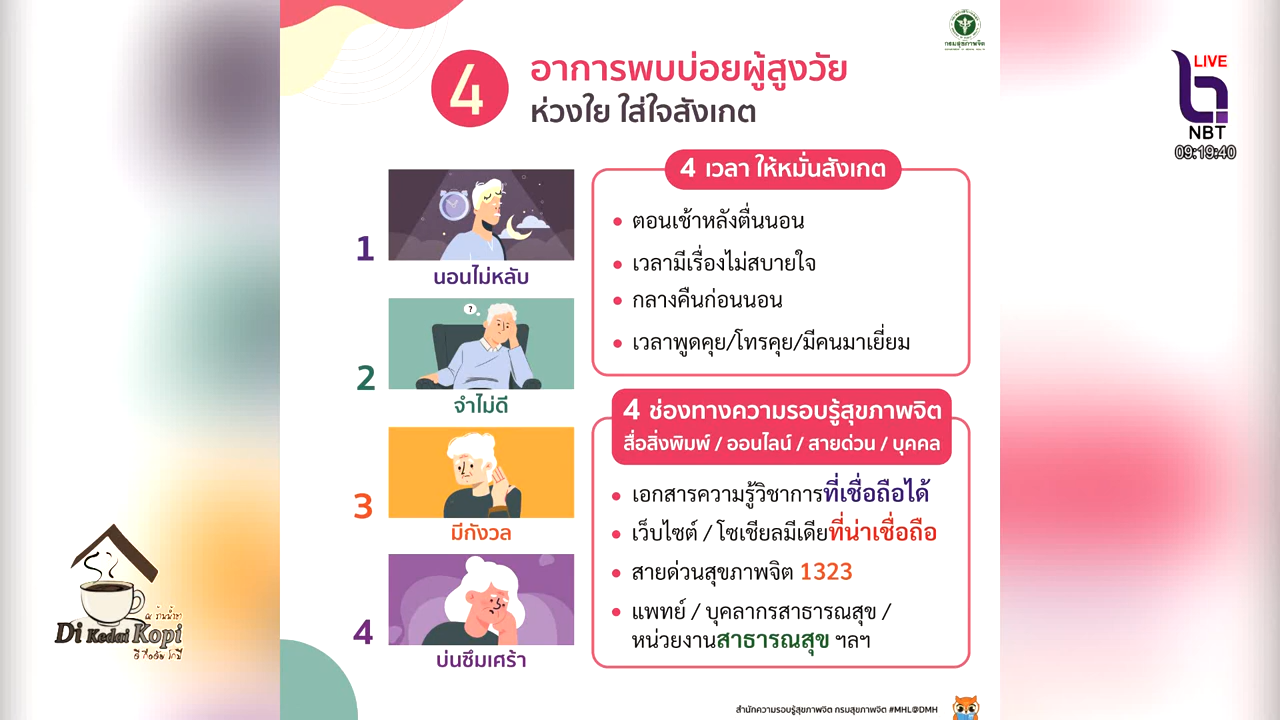 กรมสุขภาพจิต
LIVE
NBT
09:19:40
4
อาการพบบ่อยผู้สูงวัย
ห่วงใย ใส่ใจสังเกต
1
นอนไม่หลับ
2
?
จำไม่ดี
3
มีกังวล
4
บ่นซึมเศร้า
4 เวลา ให้หมั่นสังเกต
• ตอนเช้าหลังตื่นนอน
• เวลามีเรื่องไม่สบายใจ
• กลางคืนก่อนนอน
• เวลาพูดคุย/โทรคุย/มีคนมาเยี่ยม
4 ช่องทางความรอบรู้สุขภาพจิต
สื่อสิ่งพิมพ์ / ออนไลน์ / สายด่วน / บุคคล
• เอกสารความรู้วิชาการที่เชื่อถือได้
• เว็บไซต์ / โซเชียลมีเดียที่น่าเชื่อถือ
• สายด่วนสุขภาพจิต 1323
• แพทย์ / บุคลากรสาธารณสุข /
หน่วยงานสาธารณสุข ฯลฯ
Di Kedai Kopi
สำนักความรอบรู้สุขภาพจิต กรมสุขภาพจิต #MHL@DMH